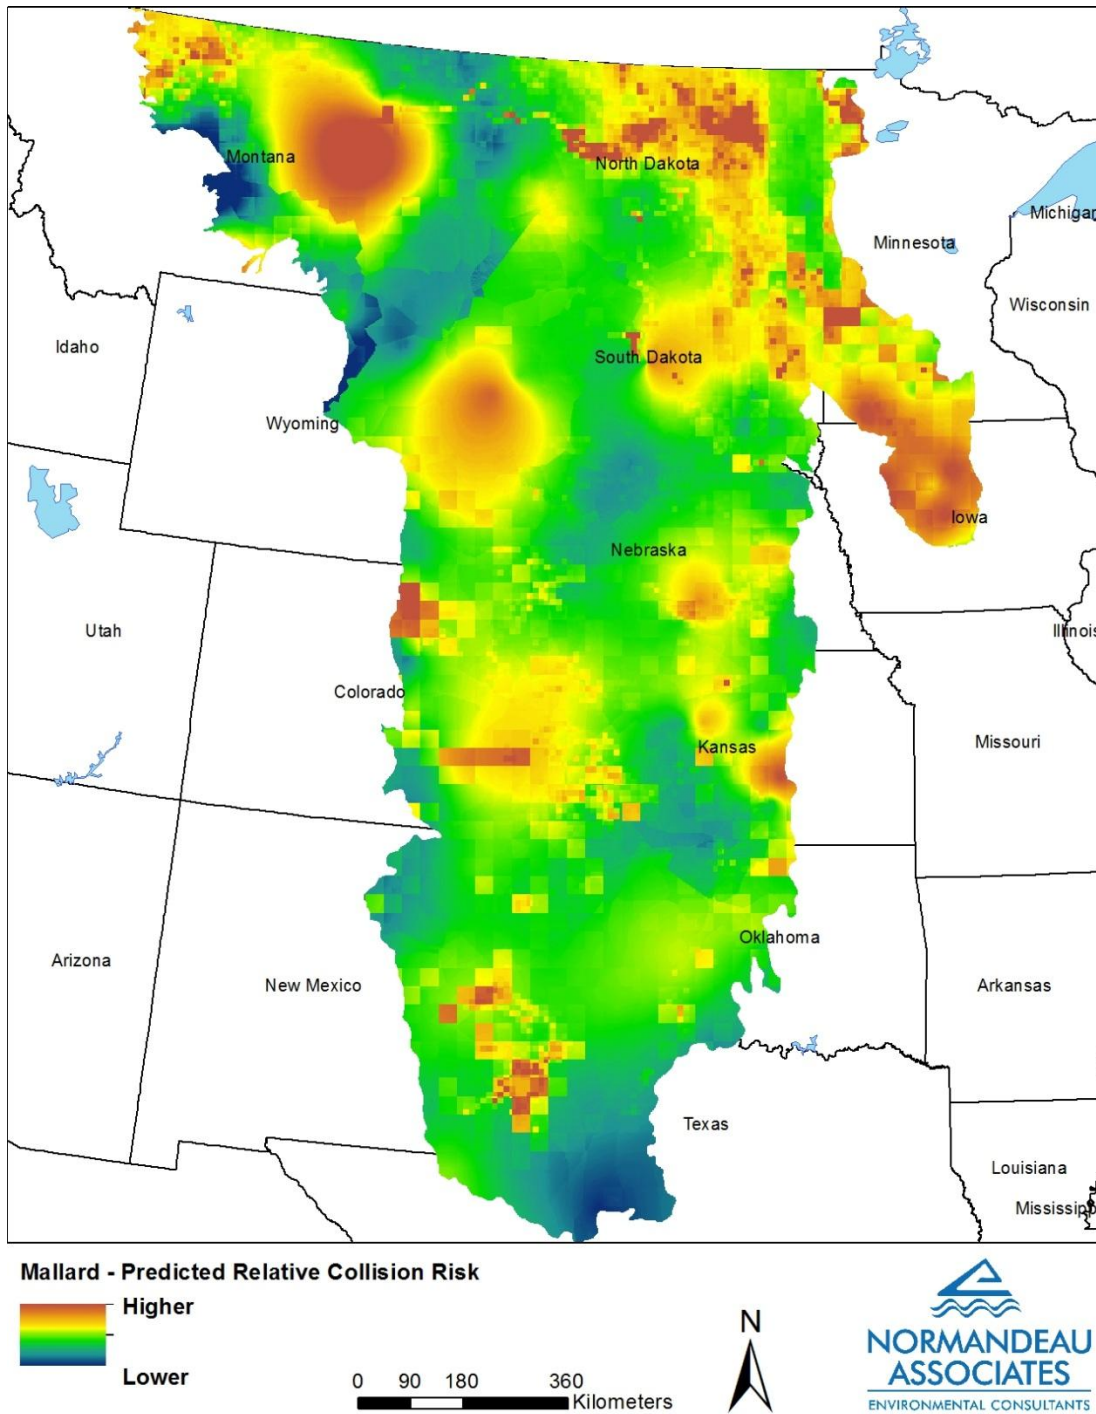 Montana
North Dakota
Michigan
Minnesota
Wisconsin
Idaho
South Dakota
Wyoming
Iowa
Nebraska
Utah
Illinois
Colorado
Kansas
Missouri
Oklahoma
Arizona
New Mexico
Arkansas
Texas
Louisiana
Mississipp
Mallard - Predicted Relative Collision Risk
Higher
Lower
0 90 180 360
Kilometers
N
NORMANDEAU
ASSOCIATES
ENVIRONMENTAL CONSULTANTS